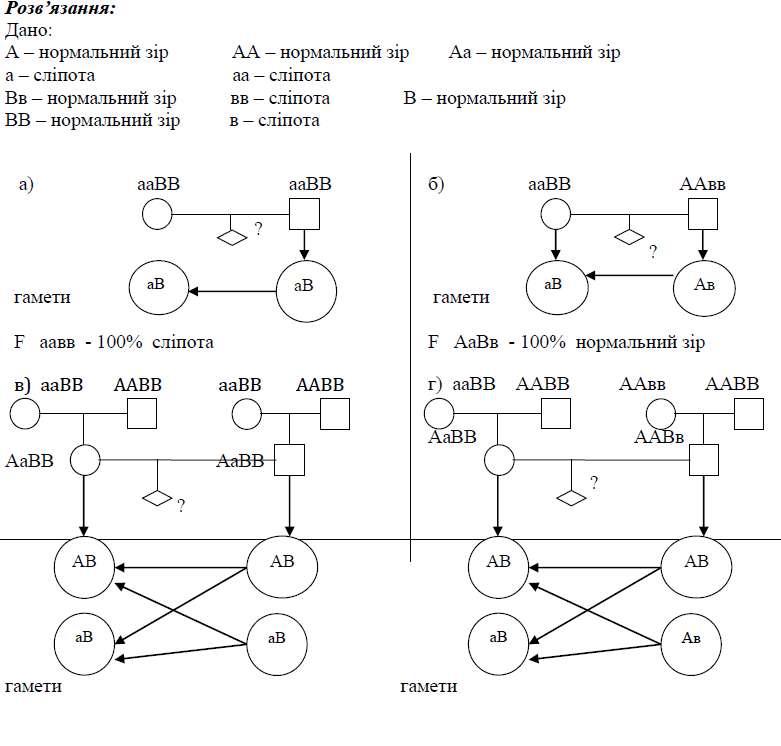 Розв’язання:
Дано:
А – нормальний зір АА – нормальний зір Аа – нормальний зір
а – сліпота аа – сліпота
Вв – нормальний зір вв – сліпота В – нормальний зір
ВВ – нормальний зір в – сліпота
а) ааВВ ааВВ
?
аВ аВ
гамети
F аавв - 100% сліпота
б) ааВВ ААвв
?
аВ Ав
гамети
F АаВв - 100% нормальний зір
в) ааВВ ААВВ ааВВ ААВВ
АаВВ АаВВ
?
АВ АВ
аВ аВ
гамети
г) ааВВ ААВВ ААвв ААВВ
АаВВ ААВв
?
АВ АВ
аВ Ав
гамети